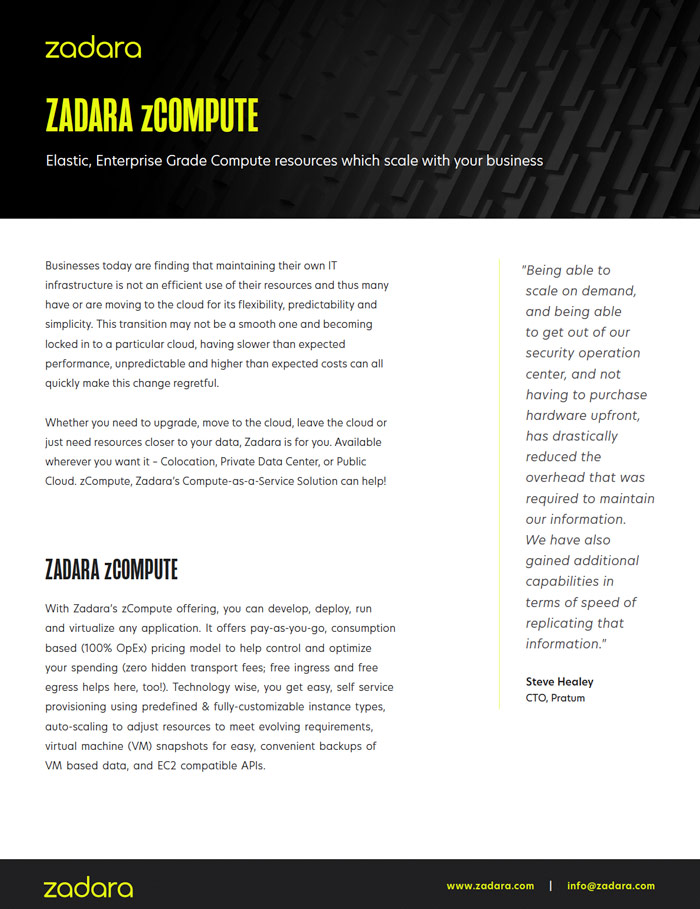 zadara
ZADARA zCOMPUTE
Elastic, Enterprise Grade Compute resources which scale with your business
Businesses today are finding that maintaining their own IT
infrastructure is not an efficient use of their resources and thus many
have or are moving to the cloud for its flexibility, predictability and
simplicity. This transition may not be a smooth one and becoming
locked in to a particular cloud, having slower than expected
performance, unpredictable and higher than expected costs can all
quickly make this change regretful.
Whether you need to upgrade, move to the cloud, leave the cloud or
just need resources closer to your data, Zadara is for you. Available
wherever you want it – Colocation, Private Data Center, or Public
Cloud. zCompute, Zadara's Compute-as-a-Service Solution can help!
ZADARA zCOMPUTE
With Zadara's zCompute offering, you can develop, deploy, run
and virtualize any application. It offers pay-as-you-go, consumption
based (100% OpEx) pricing model to help control and optimize
your spending (zero hidden transport fees; free ingress and free
egress helps here, too!). Technology wise, you get easy, self service
provisioning using predefined & fully-customizable instance types,
auto-scaling to adjust resources to meet evolving requirements,
virtual machine (VM) snapshots for easy, convenient backups of
VM based data, and EC2 compatible APIs.
"Being able to
scale on demand,
and being able
to get out of our
security operation
center, and not
having to purchase
hardware upfront,
has drastically
reduced the
overhead that was
required to maintain
our information.
We have also
gained additional
capabilities in
terms of speed of
replicating that
information."
Steve Healey
CTO, Pratum
zadara
www.zadara.com | info@zadara.com